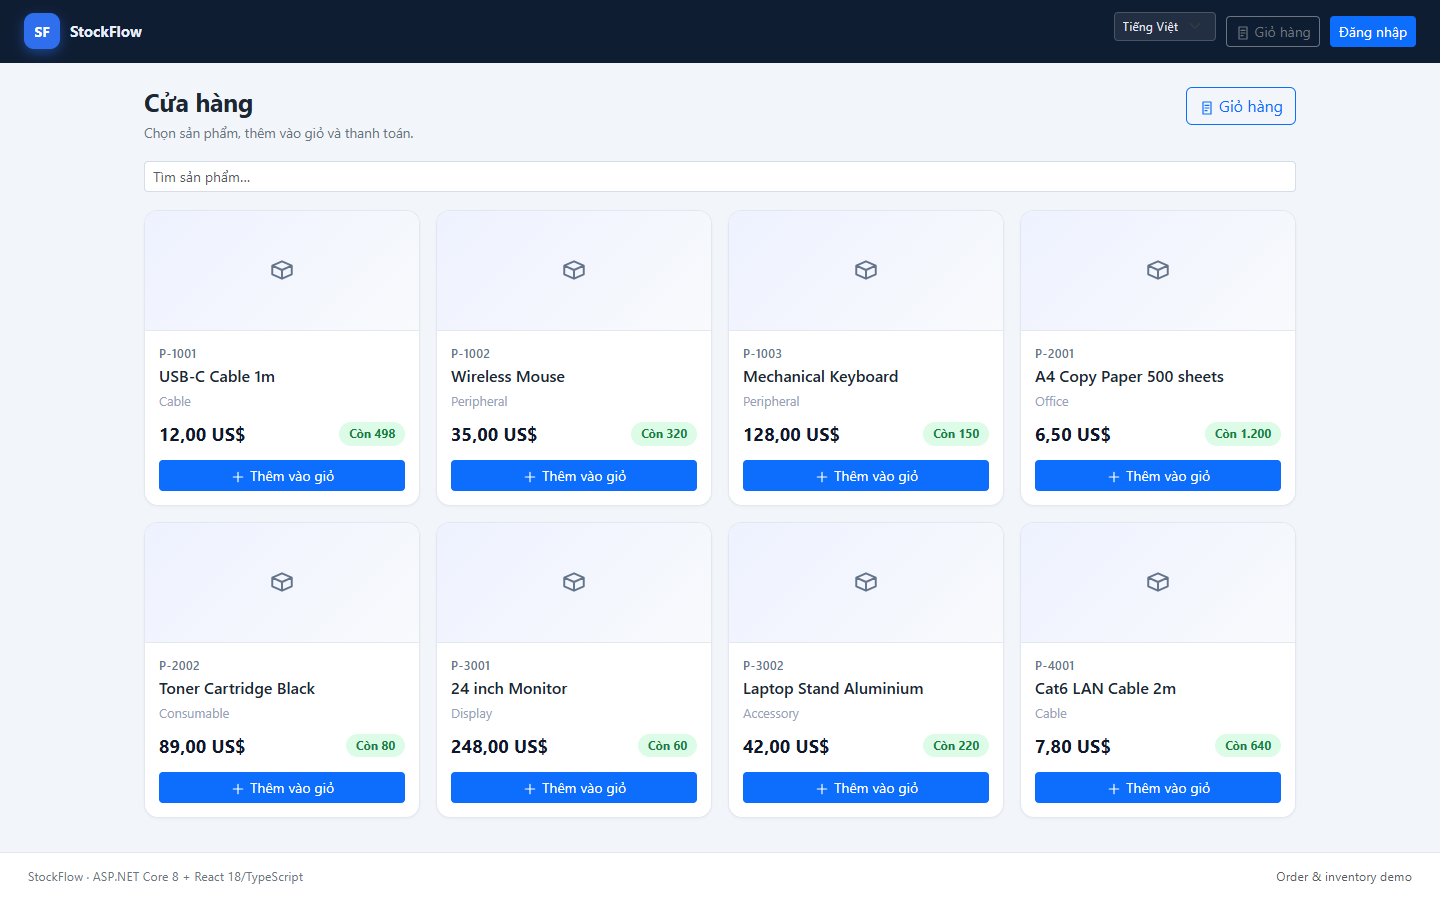 SF StockFlow
Tiếng Việt
Giỏ hàng
Đăng nhập
Cửa hàng
Giỏ hàng
Chọn sản phẩm, thêm vào giỏ và thanh toán.
Tìm sản phẩm...
P-1001
USB-C Cable 1m
Cable
12,00 US$
Còn 498
+ Thêm vào giỏ
P-1002
Wireless Mouse
Peripheral
35,00 US$
Còn 320
+ Thêm vào giỏ
P-1003
Mechanical Keyboard
Peripheral
128,00 US$
Còn 150
+ Thêm vào giỏ
P-2001
A4 Copy Paper 500 sheets
Office
6,50 US$
Còn 1.200
+ Thêm vào giỏ
P-2002
Toner Cartridge Black
Consumable
89,00 US$
Còn 80
+ Thêm vào giỏ
P-3001
24 inch Monitor
Display
248,00 US$
Còn 60
+ Thêm vào giỏ
P-3002
Laptop Stand Aluminium
Accessory
42,00 US$
Còn 220
+ Thêm vào giỏ
P-4001
Cat6 LAN Cable 2m
Cable
7,80 US$
Còn 640
+ Thêm vào giỏ
StockFlow · ASP.NET Core 8 + React 18/TypeScript
Order & inventory demo